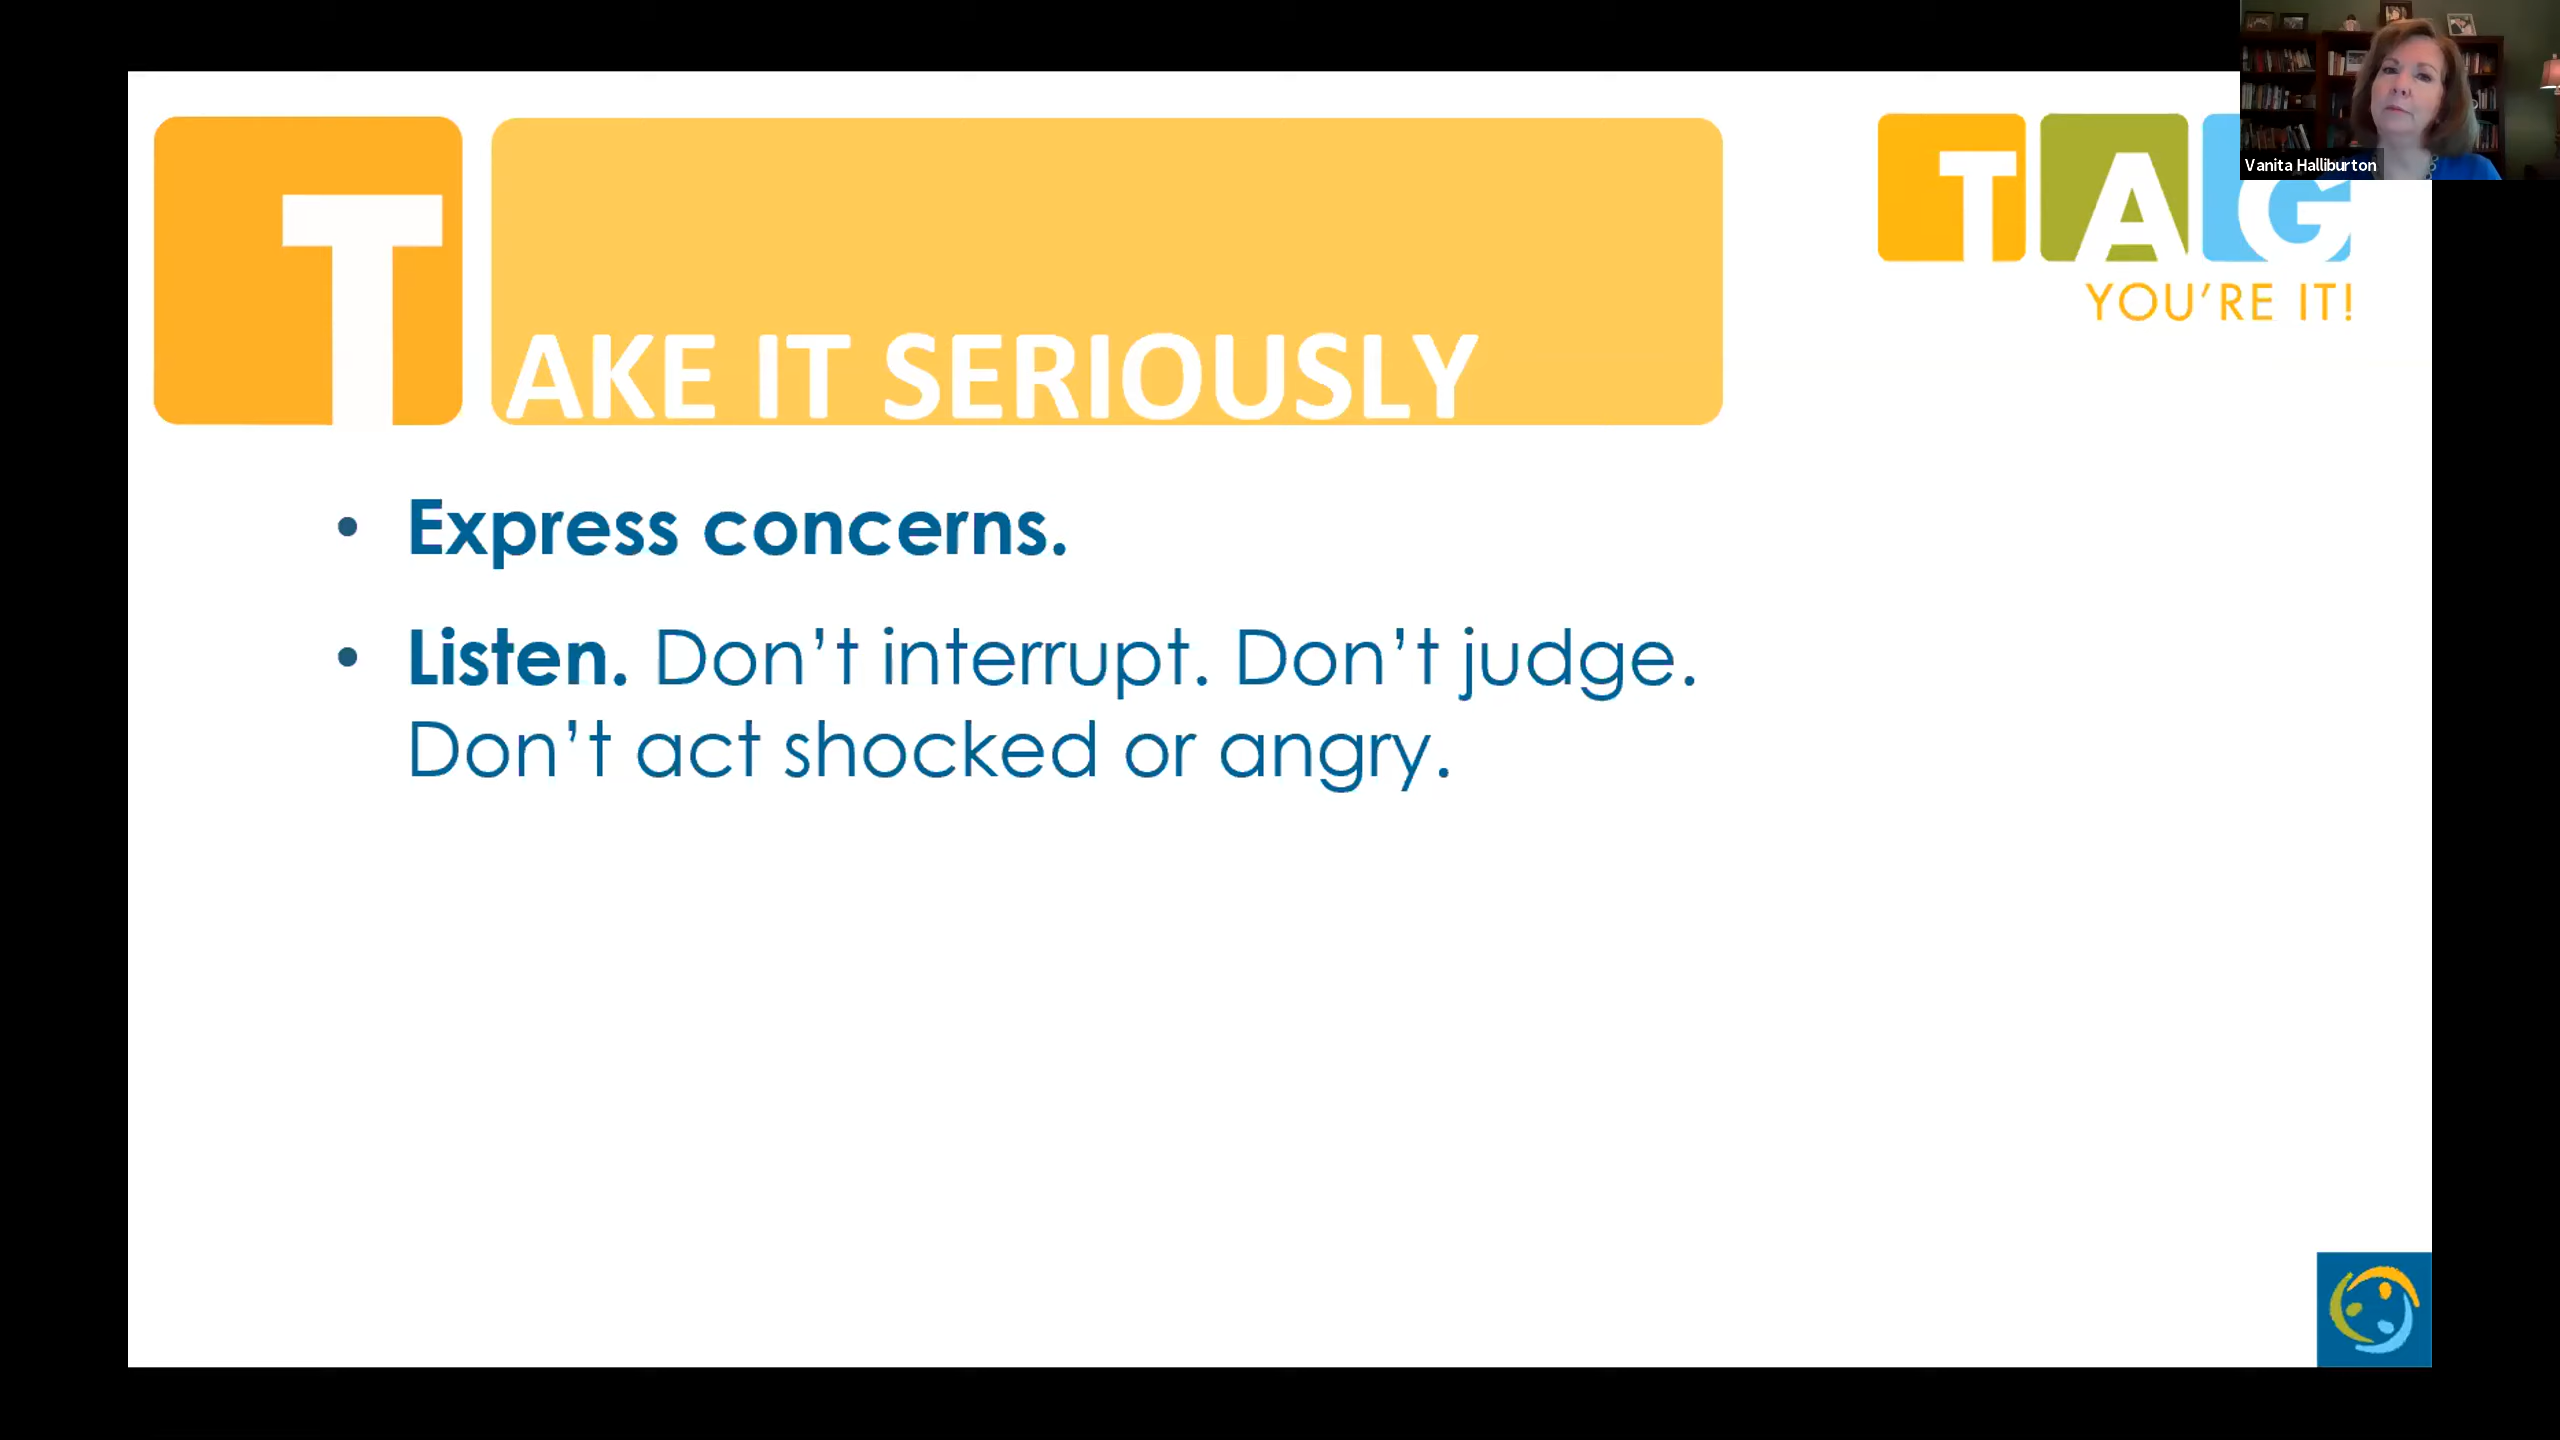 TAKE IT SERIOUSLY
TAG
YOU’RE IT!
Vanita Halliburton
• Express concerns.
• Listen. Don’t interrupt. Don’t judge.
Don’t act shocked or angry.